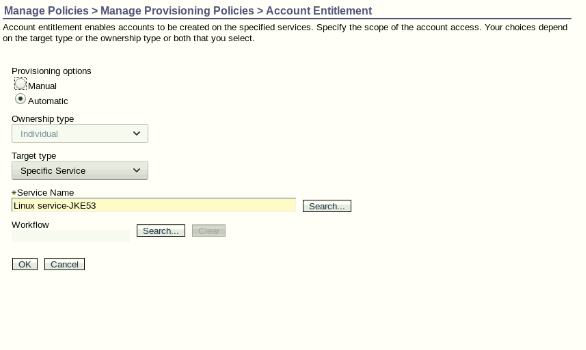 Manage Policies > Manage Provisioning Policies > Account Entitlement
Account entitlement enables accounts to be created on the specified services. Specify the scope of the account access. Your choices depend
on the target type or the ownership type or both that you select.
Provisioning options
Manual
Automatic
Ownership type
Individual
Target type
Specific Service
Service Name
Linux service-JKE53 Search...
Workflow
Search... Clear
OK Cancel